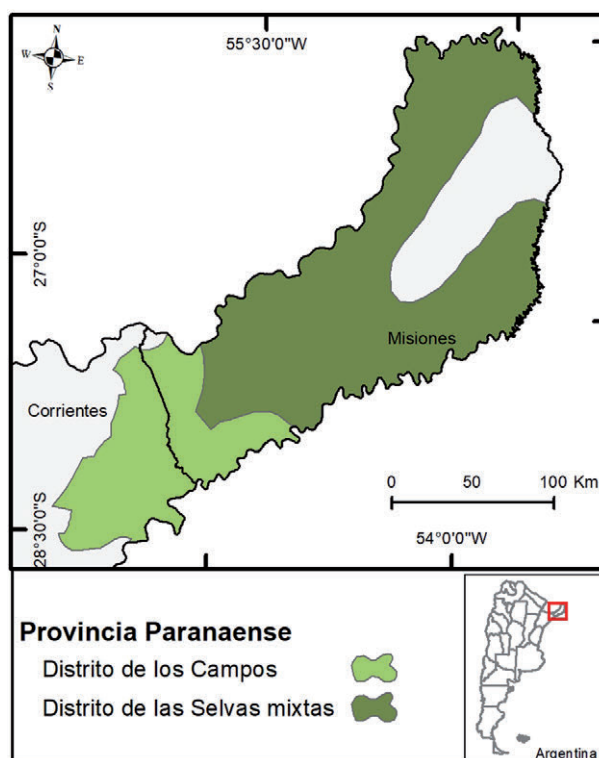 N
W E
S
55°30'0"W
27°0'0"S
Misiones
Corrientes
0 50 100 Km
28°30'0"S
54°0'0"W
Provincia Paranaense
Distrito de los Campos
Distrito de las Selvas mixtas
Argentina